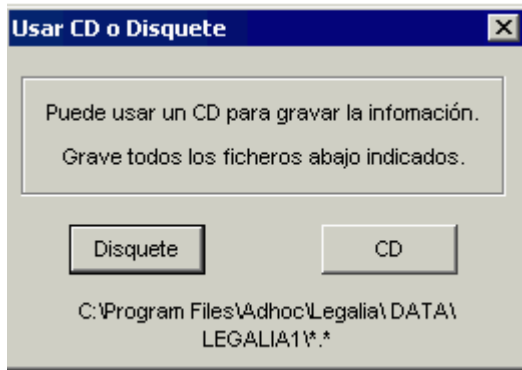 Usar CD o Disquete
Puede usar un CD para gravar la infomación.
Grave todos los ficheros abajo indicados.
Disquete CD
C:\Program Files\Adhoc\Legalia\ DATA\
LEGALIA1\*.*